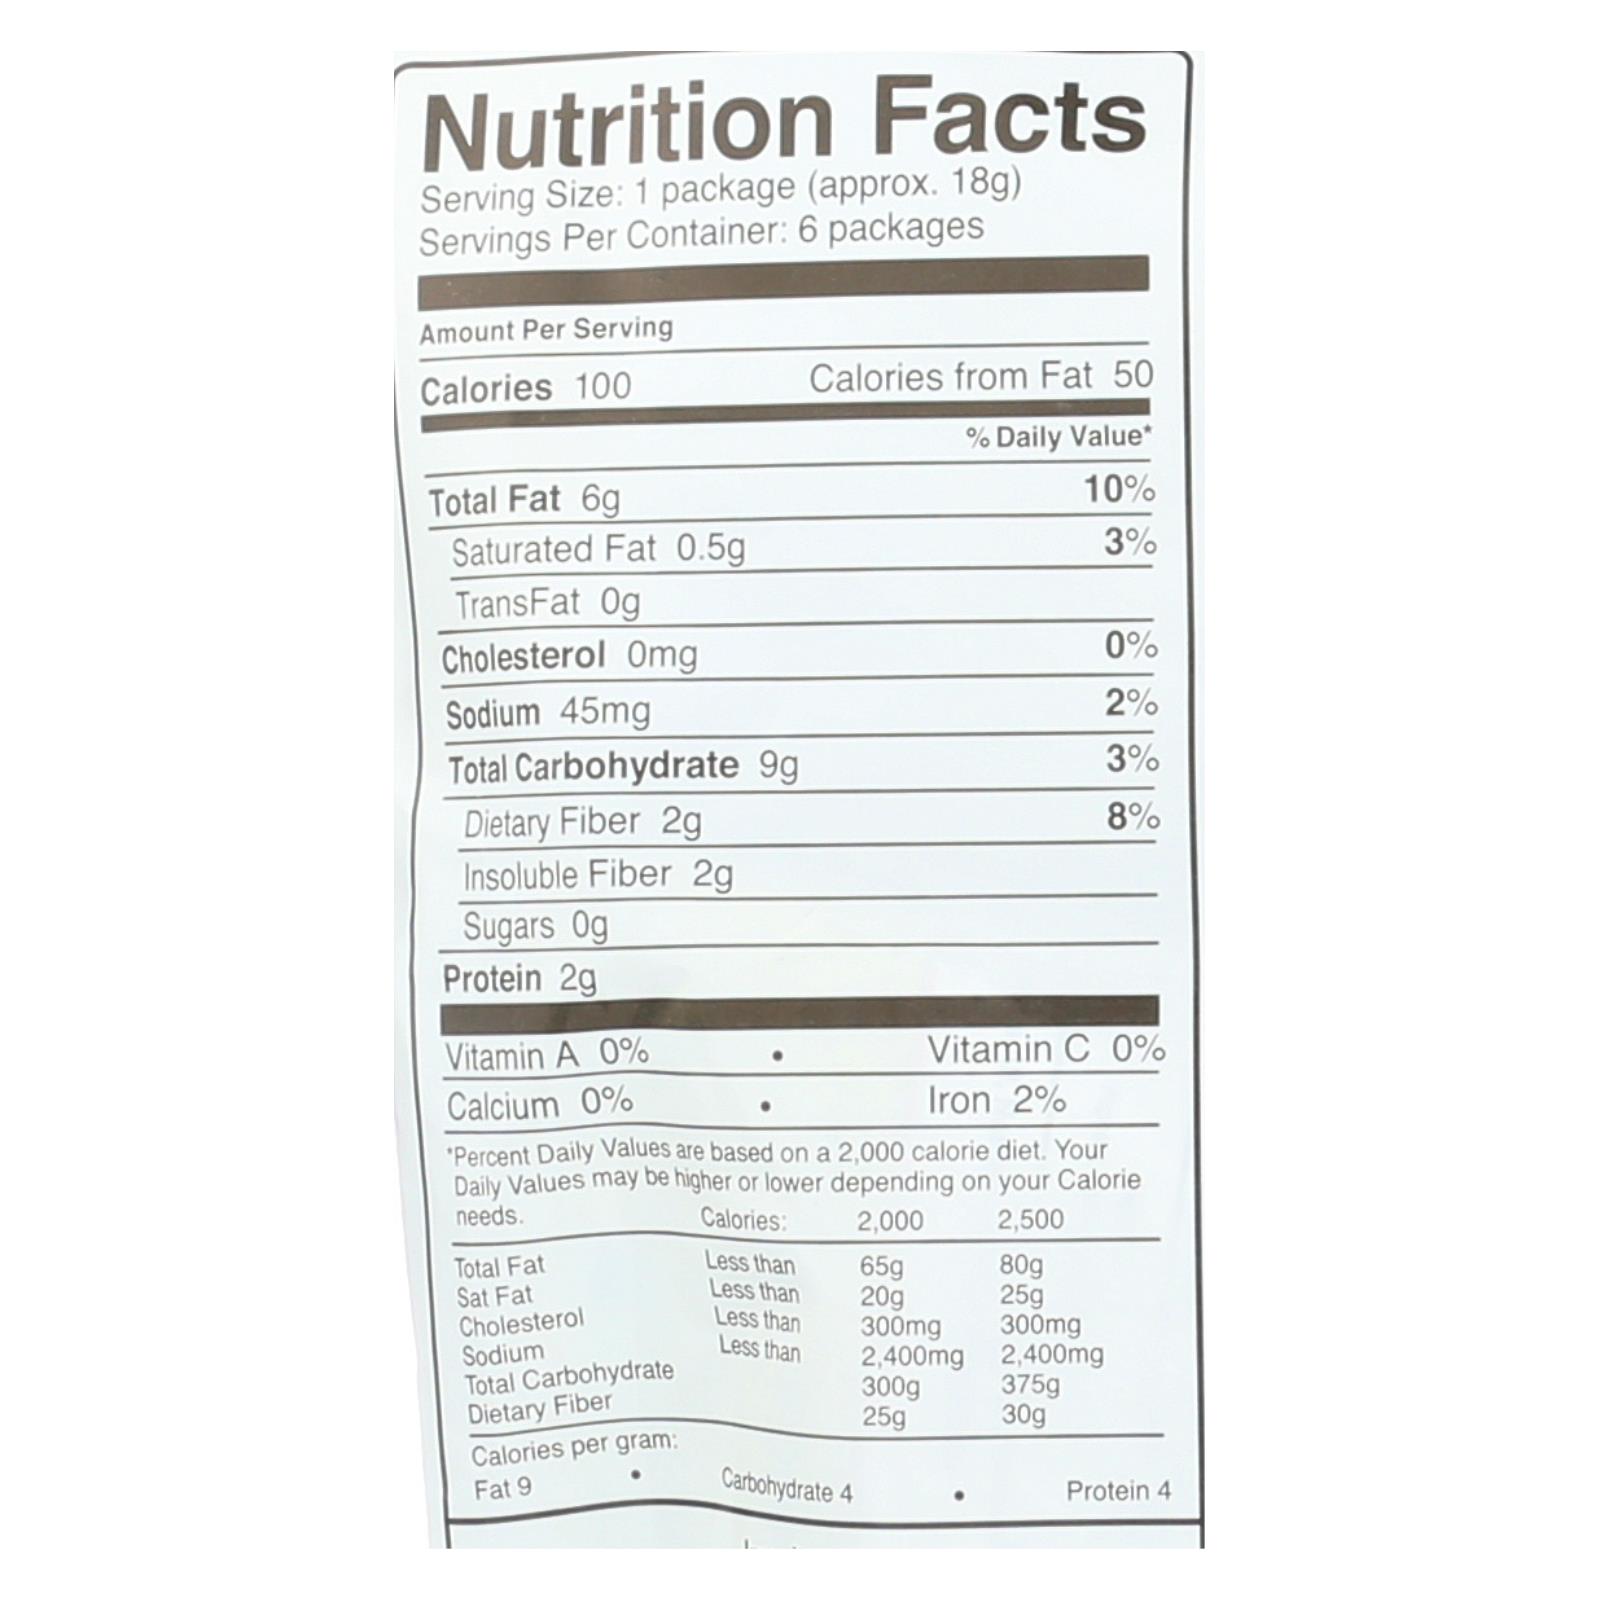 Nutrition Facts
Serving Size: 1 package (approx. 18g)
Servings Per Container: 6 packages
Amount Per Serving
Calories 100 Calories from Fat 50
% Daily Value*
Total Fat 6g 10%
Saturated Fat 0.5g 3%
TransFat 0g
Cholesterol 0mg 0%
Sodium 45mg 2%
Total Carbohydrate 9g 3%
Dietary Fiber 2g 8%
Insoluble Fiber 2g
Sugars 0g
Protein 2g
Vitamin A 0% • Vitamin C 0%
Calcium 0% • Iron 2%
*Percent Daily Values are based on a 2,000 calorie diet. Your
Daily Values may be higher or lower depending on your Calorie
needs. Calories: 2,000 2,500
Total Fat Less than 65g 80g
Sat Fat Less than 20g 25g
Cholesterol Less than 300mg 300mg
Sodium Less than 2,400mg 2,400mg
Total Carbohydrate 300g 375g
Dietary Fiber 25g 30g
Calories per gram:
Fat 9 • Carbohydrate 4 • Protein 4